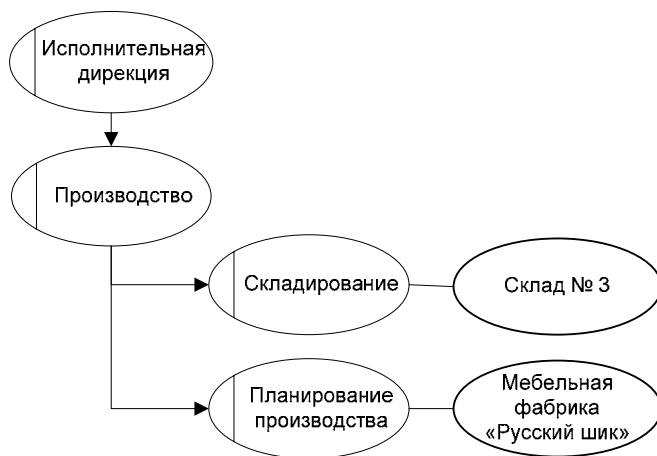 Исполнительная
дирекция
Производство
Складирование
Склад № 3
Планирование
производства
Мебельная
фабрика
«Русский шик»